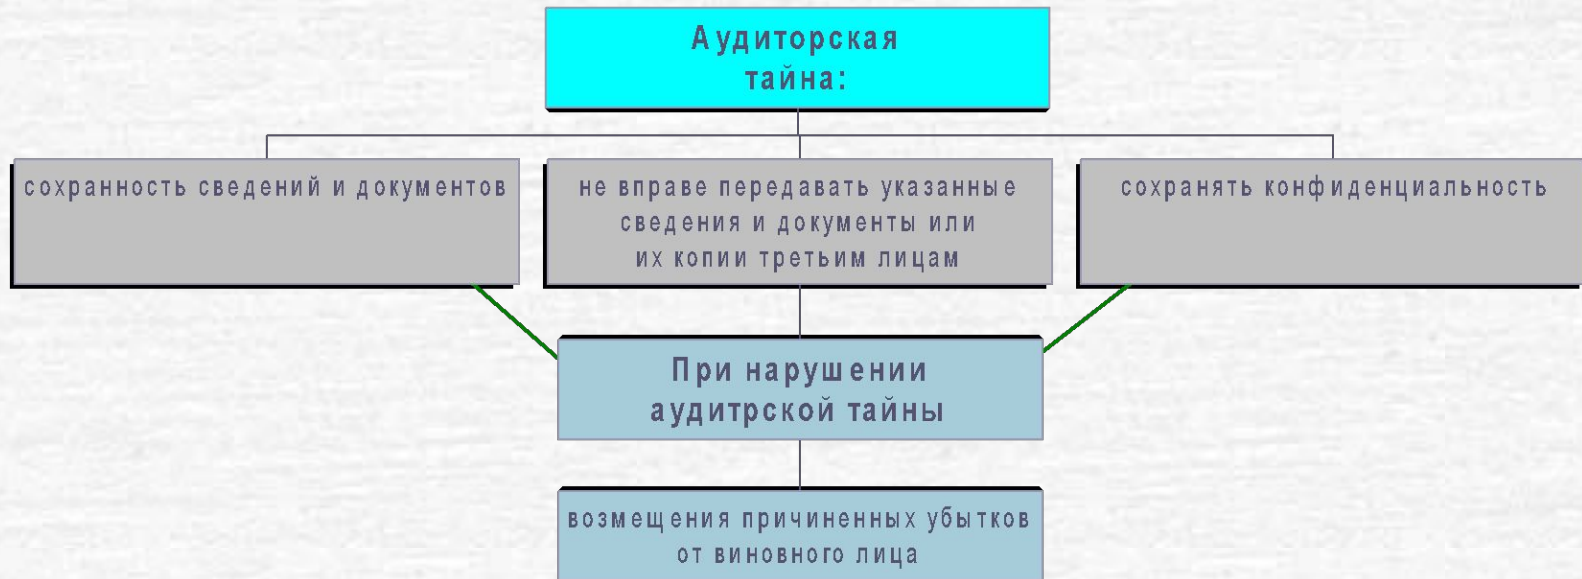 Аудиторская
тайна:
сохранность сведений и документов
не вправе передавать указанные
сведения и документы или
их копии третьим лицам
сохранять конфиденциальность
При нарушении
аудитрской тайны
возмещения причиненных убытков
от виновного лица